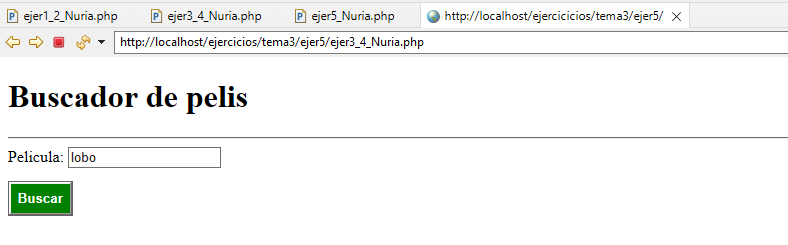 ejer1_2_Nuria.php ejer3_4_Nuria.php ejer5_Nuria.php http://localhost/ejercicicios/tema3/ejer5/
http://localhost/ejercicios/tema3/ejer5/ejer3_4_Nuria.php
Buscador de pelis
Pelicula: lobo
Buscar